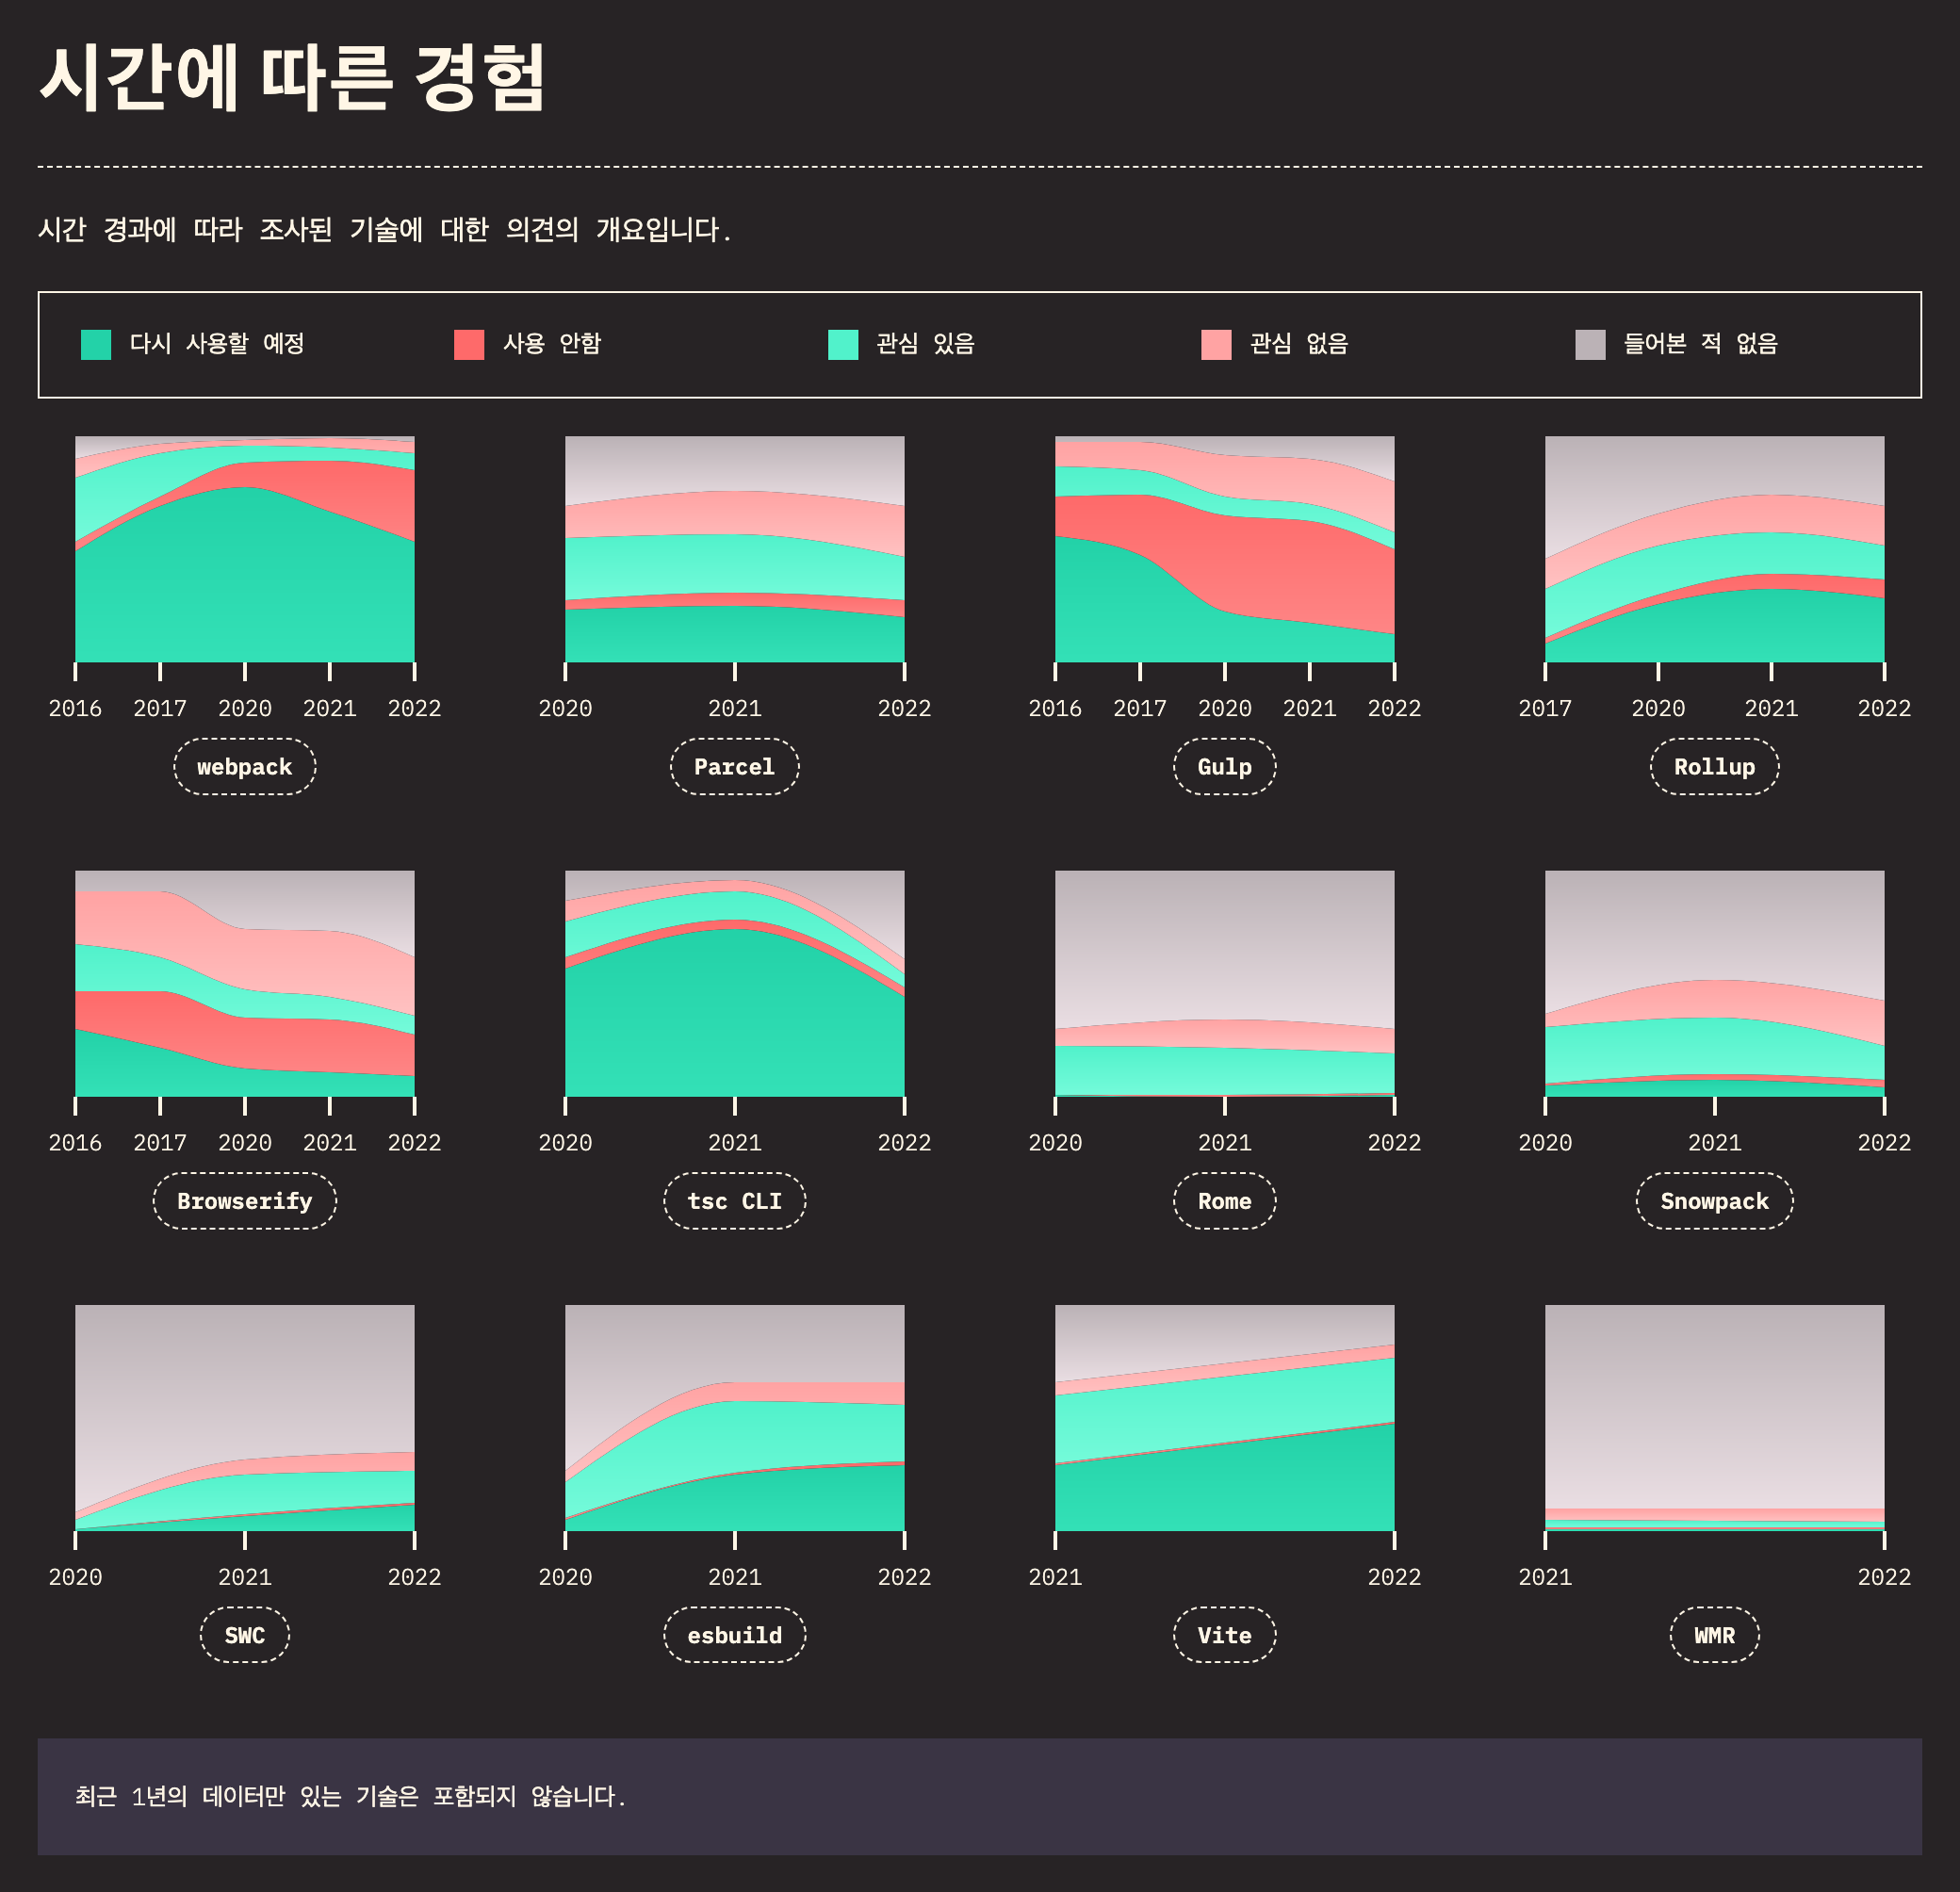 시간에 따른 경험
시간 경과에 따라 조사된 기술에 대한 의견의 개요입니다.
다시 사용할 예정 사용 안함 관심 있음 관심 없음 들어본 적 없음
2016 2017 2020 2021 2022 2020 2021 2022 2016 2017 2020 2021 2022 2017 2020 2021 2022
webpack Parcel Gulp Rollup
2016 2017 2020 2021 2022 2020 2021 2022 2020 2021 2022 2020 2021 2022
Browserify tsc CLI Rome Snowpack
2020 2021 2022 2020 2021 2022 2021 2022 2021 2022
SWC esbuild Vite WMR
최근 1년의 데이터만 있는 기술은 포함되지 않습니다.